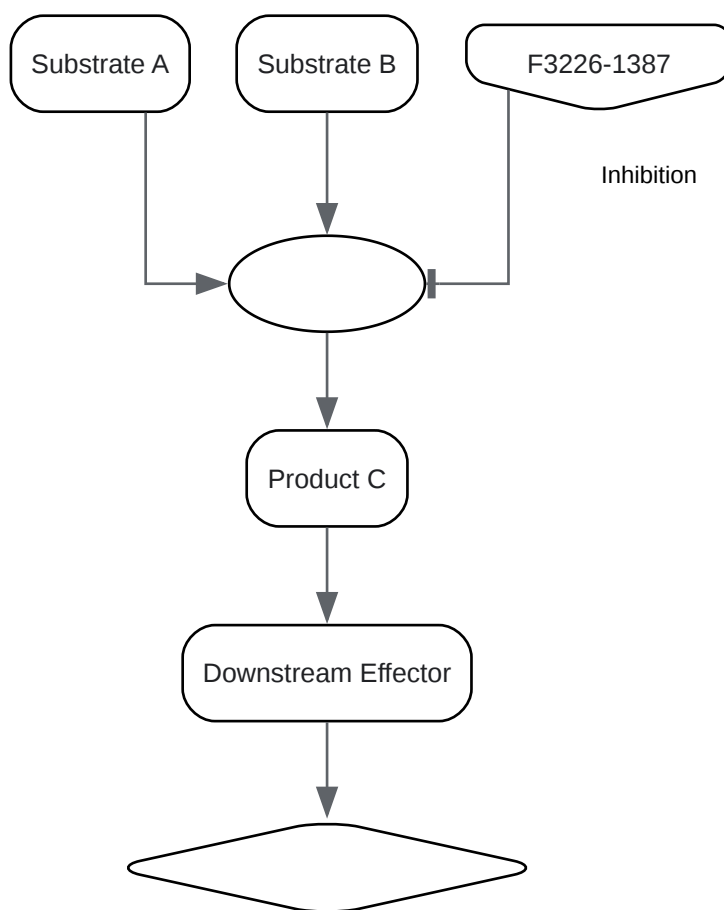 Substrate A
Substrate B
F3226-1387
Inhibition
Product C
Downstream Effector